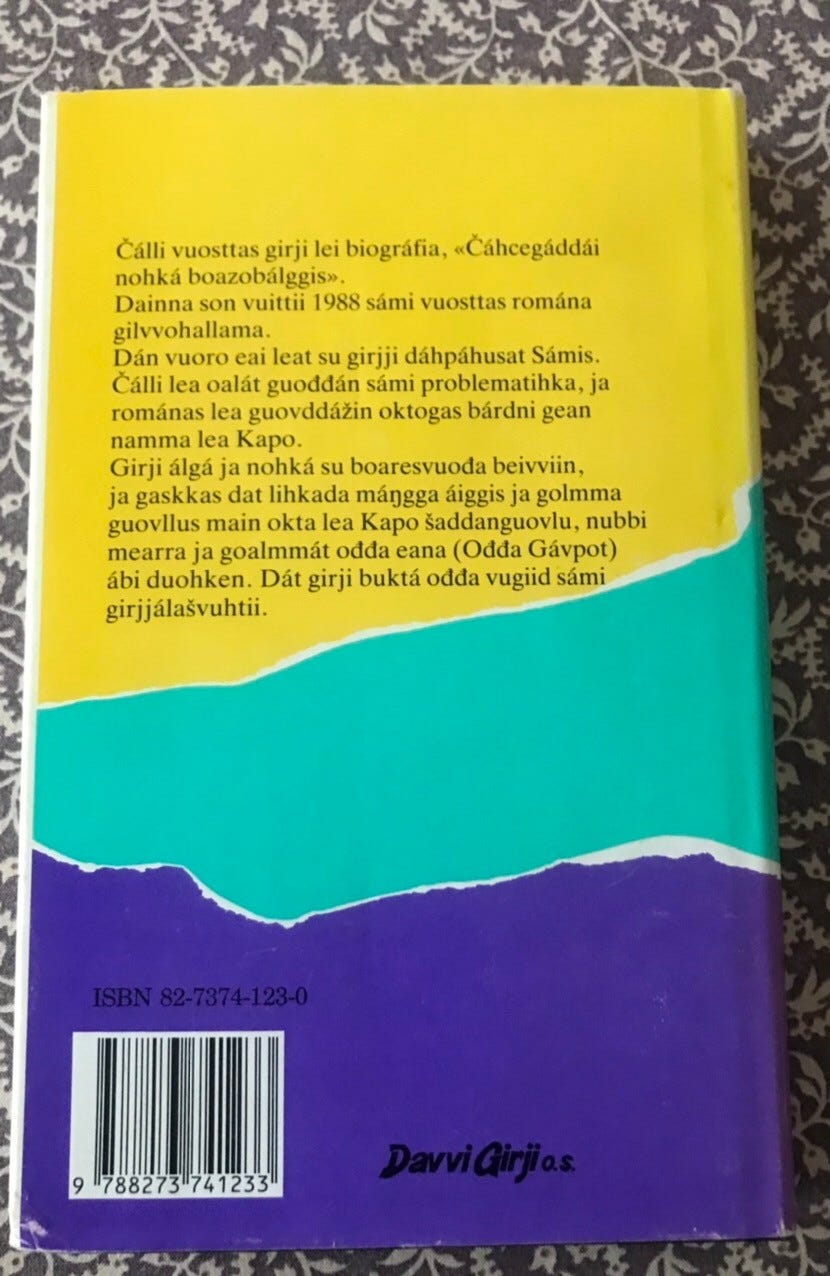 Čálli vuosttas girji lei biográfia, «Čáhcegáddái
nohká boazobálggis».
Dainna son vuittii 1988 sámi vuosttas romána
gilvvohallama.
Dán vuoro eai leat su girjji dáhpáhusat Sámis.
Čálli lea oalát guođđán sámi problematihka, ja
románas lea guovddážin oktogas bárdni gean
namma lea Kapo.
Girji álgá ja nohká su boaresvuođa beivviin,
ja gaskkas dat lihkada máŋgga áiggis ja golmma
guovllus main okta lea Kapo šaddanguovlu, nubbi
mearra ja goalmmát ođđa eana (Ođđa Gávpot)
ábi duohken. Dát girji buktá ođđa vugiid sámi
girjjálašvuhtii.
ISBN 82-7374-123-0
9 788273 741233
Davvi Girji o.s.